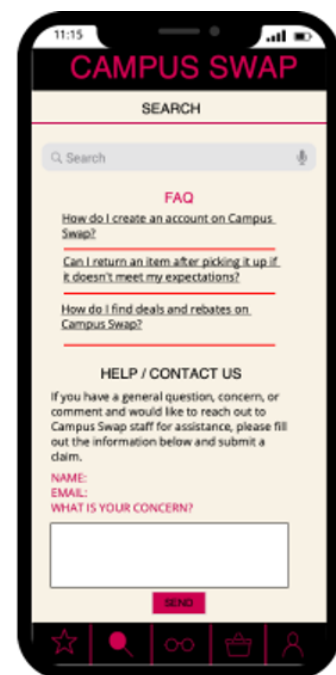 11:15
CAMPUS SWAP
SEARCH
Search
FAQ
How do I create an account on Campus
Swap?
Can I return an item after picking it up if
it doesn't meet my expectations?
How do I find deals and rebates on
Campus Swap?
HELP / CONTACT US
If you have a general question, concern, or
comment and would like to reach out to
Campus Swap staff for assistance, please fill
out the information below and submit a
claim.
NAME:
EMAIL:
WHAT IS YOUR CONCERN?
SEND